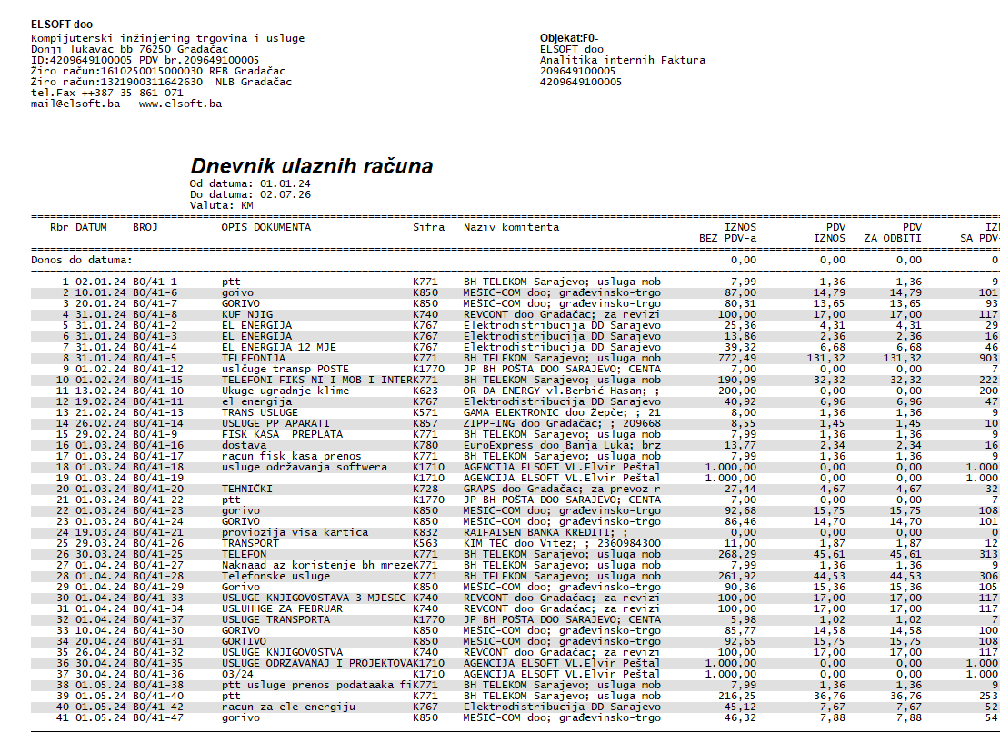 ELSOFT doo
Kompijuterski inžinjering trgovina i usluge
Donji lukavac bb 76250 Gradačac
ID:4209649100005 PDV br.209649100005
Žiro račun:1610250015000030 RFB Gradačac
Žiro račun:1321900311642630  NLB Gradačac
tel.Fax ++387 35 861 071
mail@elsoft.ba   www.elsoft.ba
Objekat:F0-
ELSOFT doo
Analitika internih Faktura
209649100005
4209649100005
Dnevnik ulaznih računa
Od datuma: 01.01.24
Do datuma: 02.07.26
Valuta: KM
Rbr DATUM BROJ OPIS DOKUMENTA Šifra Naziv komitenta IZNOS PDV PDV IZN
BEZ PDV-a IZNOS ZA ODBITI SA PDV-
Donos do datuma: 0,00 0,00 0,00 0
1 02.01.24 BO/41-1 ptt K771 BH TELEKOM Sarajevo; usluga mob 7,99 1,36 1,36 9
2 10.01.24 BO/41-6 goivo K850 MEŠIĆ-COM doo; građevinsko-trgo 87,00 14,79 14,79 101
3 20.01.24 BO/41-7 GORIVO K850 MEŠIĆ-COM doo; građevinsko-trgo 80,31 13,65 13,65 93
4 31.01.24 BO/41-8 KUF NJIG K740 REVCONT doo Gradačac; za revizi 100,00 17,00 17,00 117
5 31.01.24 BO/41-2 EL ENERGIJA K767 Elektrodistribucija DD Sarajevo 25,36 4,31 4,31 29
6 31.01.24 BO/41-3 EL ENERGIJA K767 Elektrodistribucija DD Sarajevo 13,86 2,36 2,36 16
7 31.01.24 BO/41-4 EL ENERGIJA 12 MJE K767 Elektrodistribucija DD Sarajevo 39,32 6,68 6,68 46
8 31.01.24 BO/41-5 TELEFONIJA K771 BH TELEKOM Sarajevo; usluga mob 772,49 131,32 131,32 903
9 01.02.24 BO/41-12 uslčuge transp POSTE K1770 JP BH POŠTA DOO SARAJEVO; CENTA 7,00 0,00 0,00 7
10 01.02.24 BO/41-15 TELEFONI FIKS NI I MOB I INTERK771 BH TELEKOM Sarajevo; usluga mob 190,09 32,32 32,32 222
11 13.02.24 BO/41-10 Ukuge ugradnje klime K623 OR DA-ENERGY vl.Berbić Hasan; ; 200,00 0,00 0,00 200
12 19.02.24 BO/41-11 el energija K767 Elektrodistribucija DD Sarajevo 40,92 6,96 6,96 47
13 21.02.24 BO/41-13 TRANS USLUGE K571 GAMA ELEKTRONIC doo Žepče; ; 21 8,00 1,36 1,36 9
14 26.02.24 BO/41-14 USLUGE PP APARATI K857 ZIPP-ING doo Gradačac; ; 209668 8,55 1,45 1,45 10
15 29.02.24 BO/41-9 FISK KASA  PREPLATA K771 BH TELEKOM Sarajevo; usluga mob 7,99 1,36 1,36 9
16 01.03.24 BO/41-16 dostava K780 EuroExpress doo Banja Luka; brz 13,77 2,34 2,34 16
17 01.03.24 BO/41-17 racun fisk kasa prenos K771 BH TELEKOM Sarajevo; usluga mob 7,99 1,36 1,36 9
18 01.03.24 BO/41-18 usluge održavanja softwera K1710 AGENCIJA ELSOFT VL.Elvir Peštal 1.000,00 0,00 0,00 1.000
19 01.03.24 BO/41-19 K1710 AGENCIJA ELSOFT VL.Elvir Peštal 1.000,00 0,00 0,00 1.000
20 01.03.24 BO/41-20 TEHNIČKI K728 GRAPS doo Gradačac; za prevoz r 27,44 4,67 4,67 32
21 01.03.24 BO/41-22 ptt K1770 JP BH POŠTA DOO SARAJEVO; CENTA 7,00 0,00 0,00 7
22 01.03.24 BO/41-23 gorivo K850 MEŠIĆ-COM doo; građevinsko-trgo 92,68 15,75 15,75 108
23 01.03.24 BO/41-24 GORIVO K850 MEŠIĆ-COM doo; građevinsko-trgo 86,46 14,70 14,70 101
24 19.03.24 BO/41-21 proviozija visa kartica K832 RAIFAISEN BANKA KREDITI; ; 0,00 0,00 0,00 0
25 29.03.24 BO/41-26 TRANSPORT K563 KIM TEC doo Vitez; ; 2360984300 11,00 1,87 1,87 12
26 30.03.24 BO/41-25 TELEFON K771 BH TELEKOM Sarajevo; usluga mob 268,29 45,61 45,61 313
27 01.04.24 BO/41-27 Naknaad az koristenje bh mrezeK771 BH TELEKOM Sarajevo; usluga mob 7,99 1,36 1,36 9
28 01.04.24 BO/41-28 Telefonske usluge K771 BH TELEKOM Sarajevo; usluga mob 261,92 44,53 44,53 306
29 01.04.24 BO/41-29 Gorivo K850 MEŠIĆ-COM doo; građevinsko-trgo 90,36 15,36 15,36 105
30 01.04.24 BO/41-33 USLUGE KNJIGOVOSTAVA 3 MJESEC K740 REVCONT doo Gradačac; za revizi 100,00 17,00 17,00 117
31 01.04.24 BO/41-34 USLUHHGE ZA FEBRUAR K740 REVCONT doo Gradačac; za revizi 100,00 17,00 17,00 117
32 01.04.24 BO/41-37 USLUGE TRANSPORTA K1770 JP BH POŠTA DOO SARAJEVO; CENTA 5,98 1,02 1,02 7
33 10.04.24 BO/41-30 GORIVO K850 MEŠIĆ-COM doo; građevinsko-trgo 85,77 14,58 14,58 100
34 20.04.24 BO/41-31 GORTIVO K850 MEŠIĆ-COM doo; građevinsko-trgo 92,65 15,75 15,75 108
35 26.04.24 BO/41-32 USLUGE KNJIGOVOSTVA K740 REVCONT doo Gradačac; za revizi 100,00 17,00 17,00 117
36 30.04.24 BO/41-35 USLUGE ODRZAVANAJ I PROJEKTOVAK1710 AGENCIJA ELSOFT VL.Elvir Peštal 1.000,00 0,00 0,00 1.000
37 30.04.24 BO/41-36 03/24 K1710 AGENCIJA ELSOFT VL.Elvir Peštal 1.000,00 0,00 0,00 1.000
38 01.05.24 BO/41-38 ptt usluge prenos podataaka fiK771 BH TELEKOM Sarajevo; usluga mob 7,99 1,36 1,36 9
39 01.05.24 BO/41-40 ptt K771 BH TELEKOM Sarajevo; usluga mob 216,25 36,76 36,76 253
40 01.05.24 BO/41-42 racun za ele energiju K767 Elektrodistribucija DD Sarajevo 45,12 7,67 7,67 52
41 01.05.24 BO/41-47 gorivo K850 MEŠIĆ-COM doo; građevinsko-trgo 46,32 7,88 7,88 54